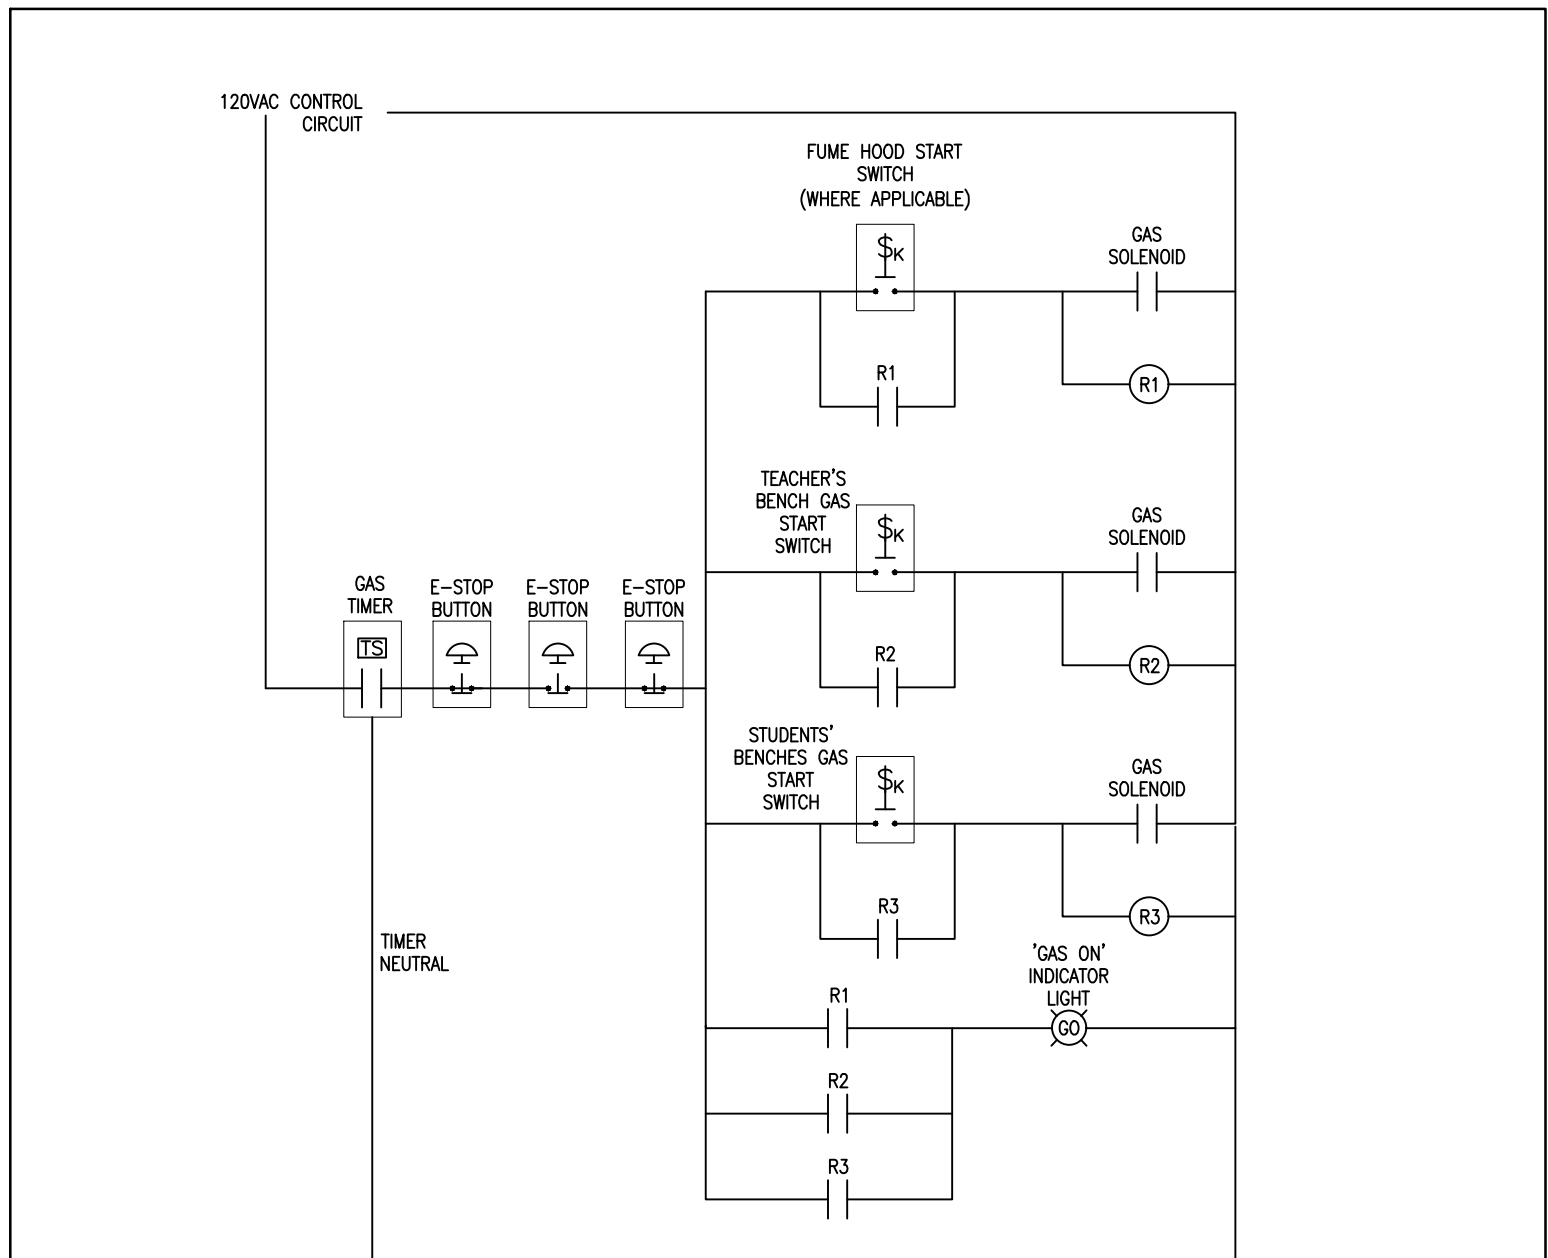 120VAC CONTROL
CIRCUIT
FUME HOOD START
SWITCH
(WHERE APPLICABLE)
$K
GAS
SOLENOID
R1
R1
TEACHER'S
BENCH GAS
START
SWITCH
$K
GAS
SOLENOID
GAS
TIMER
TS
E-STOP
BUTTON
E-STOP
BUTTON
E-STOP
BUTTON
R2
R2
STUDENTS'
BENCHES GAS
START
SWITCH
$K
GAS
SOLENOID
R3
R3
TIMER
NEUTRAL
'GAS ON'
INDICATOR
LIGHT
GO
R1
R2
R3